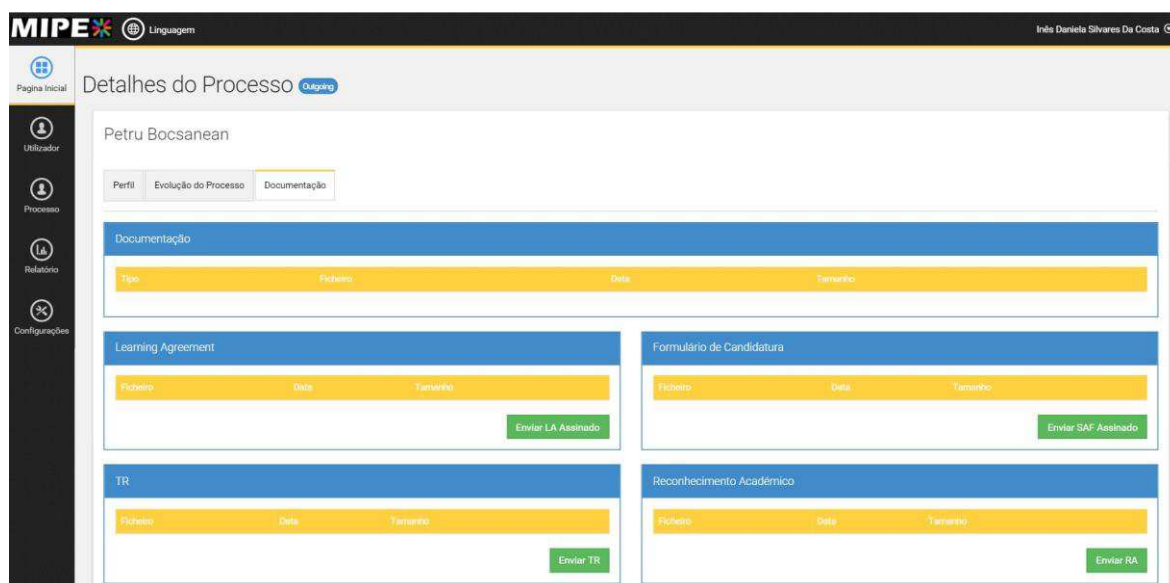 MIPEX Linguagem
Inês Daniela Silvares Da Costa
Pagina Inicial
Utilizador
Processo
Relatório
Configurações
Detalhes do Processo Outgoing
Petru Bocsanean
Perfil Evolução do Processo Documentação
Documentação
Tipo Ficheiro Data Tamanho
Learning Agreement
Ficheiro Data Tamanho
Enviar LA Assinado
Formulário de Candidatura
Ficheiro Data Tamanho
Enviar SAF Assinado
TR
Ficheiro Data Tamanho
Enviar TR
Reconhecimento Académico
Ficheiro Data Tamanho
Enviar RA